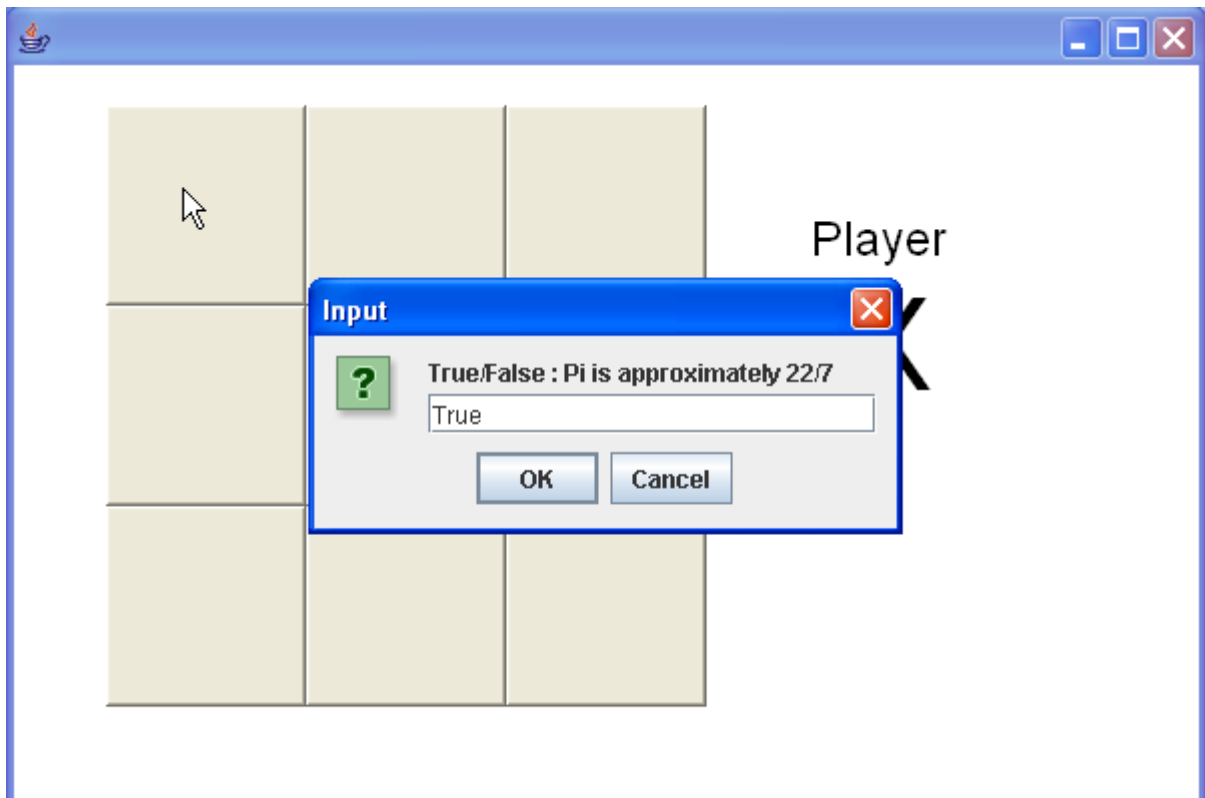 Player
X
Input
True/False : Pi is approximately 22/7
True
OK
Cancel